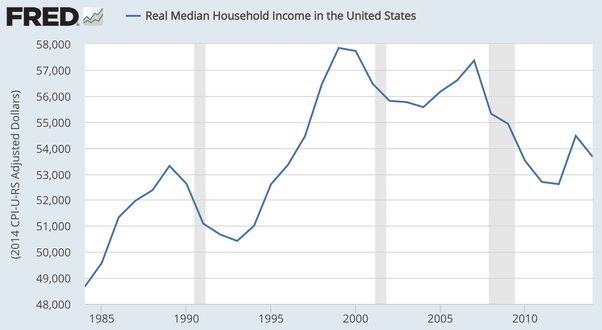 FRED
Real Median Household Income in the United States
(2014 CPI-U-RS Adjusted Dollars)
58,000
57,000
56,000
55,000
54,000
53,000
52,000
51,000
50,000
49,000
48,000
1985 1990 1995 2000 2005 2010